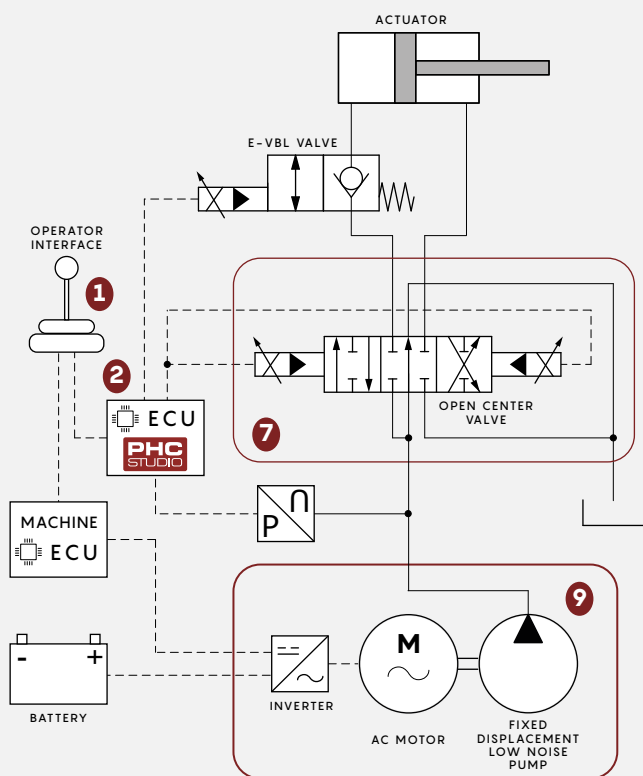 ACTUATOR
E-VBL VALVE
OPERATOR
INTERFACE
1
2
ECU
PHC
STUDIO
OPEN CENTER
VALVE
7
P
U
MACHINE
ECU
9
M
- +
BATTERY
INVERTER
AC MOTOR
FIXED
DISPLACEMENT
LOW NOISE
PUMP